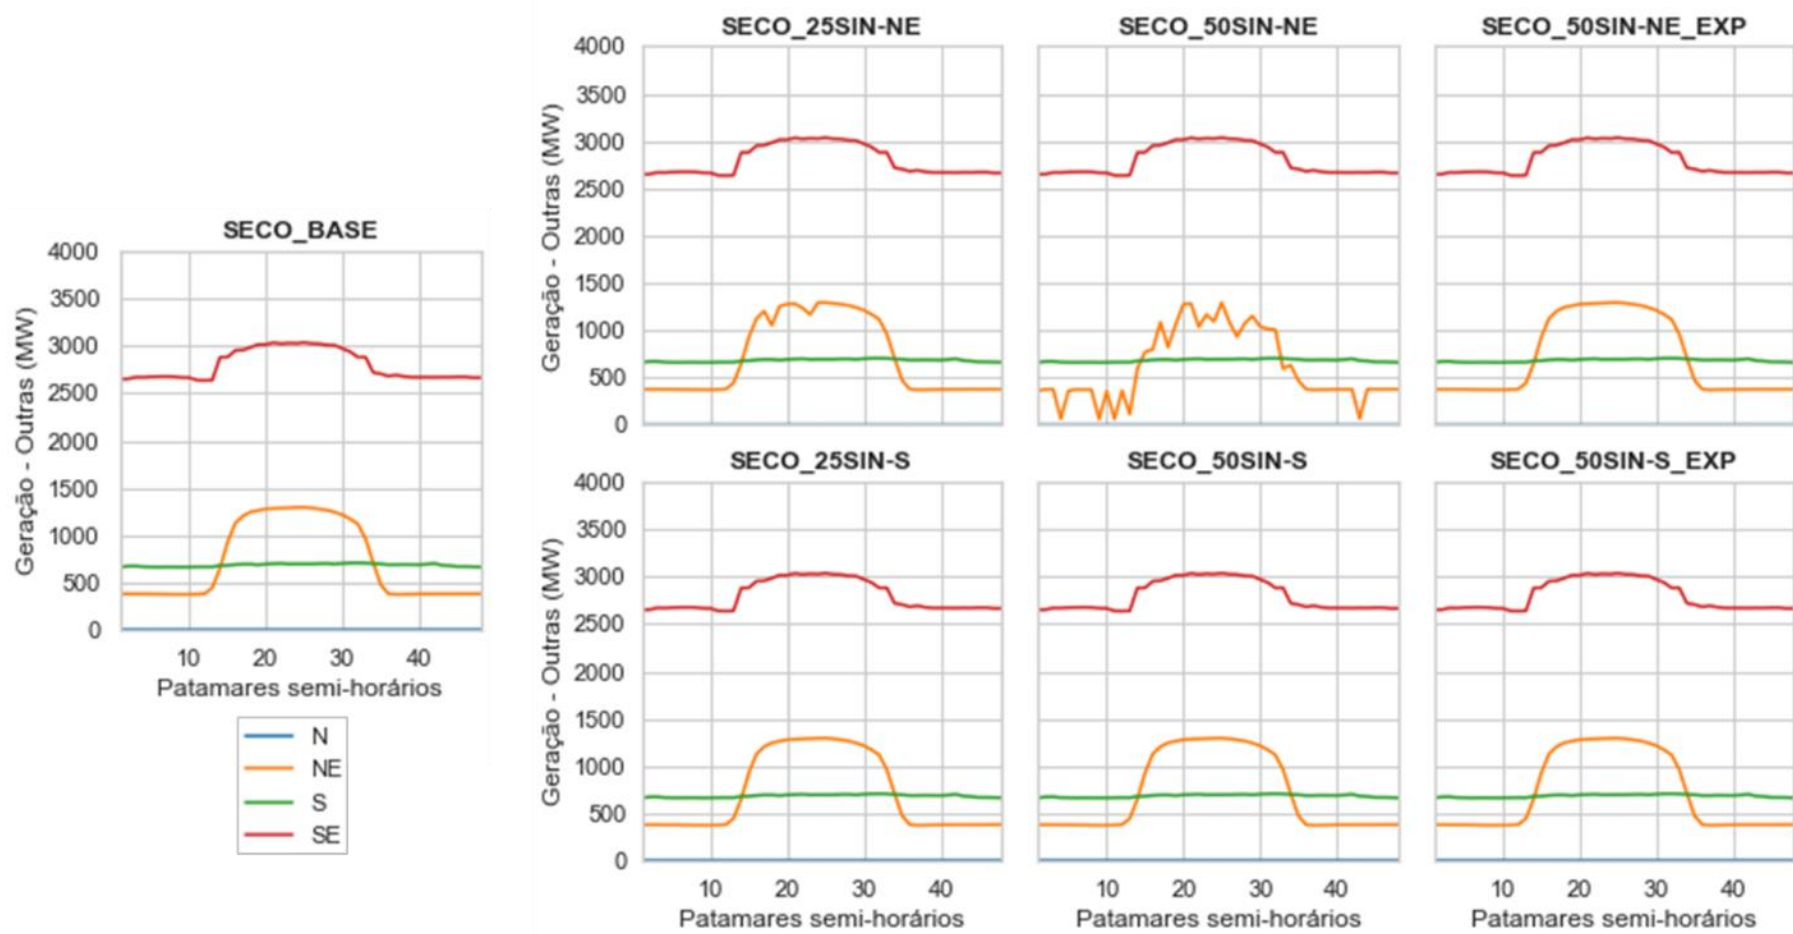 SECO_BASE
Geração - Outras (MW)
4000
3500
3000
2500
2000
1500
1000
500
0
10 20 30 40
Patamares semi-horários
N
NE
S
SE
SECO_25SIN-NE SECO_50SIN-NE SECO_50SIN-NE_EXP
Geração - Outras (MW)
4000
3500
3000
2500
2000
1500
1000
500
0
SECO_25SIN-S SECO_50SIN-S SECO_50SIN-S_EXP
Geração - Outras (MW)
4000
3500
3000
2500
2000
1500
1000
500
0
10 20 30 40 10 20 30 40 10 20 30 40
Patamares semi-horários Patamares semi-horários Patamares semi-horários